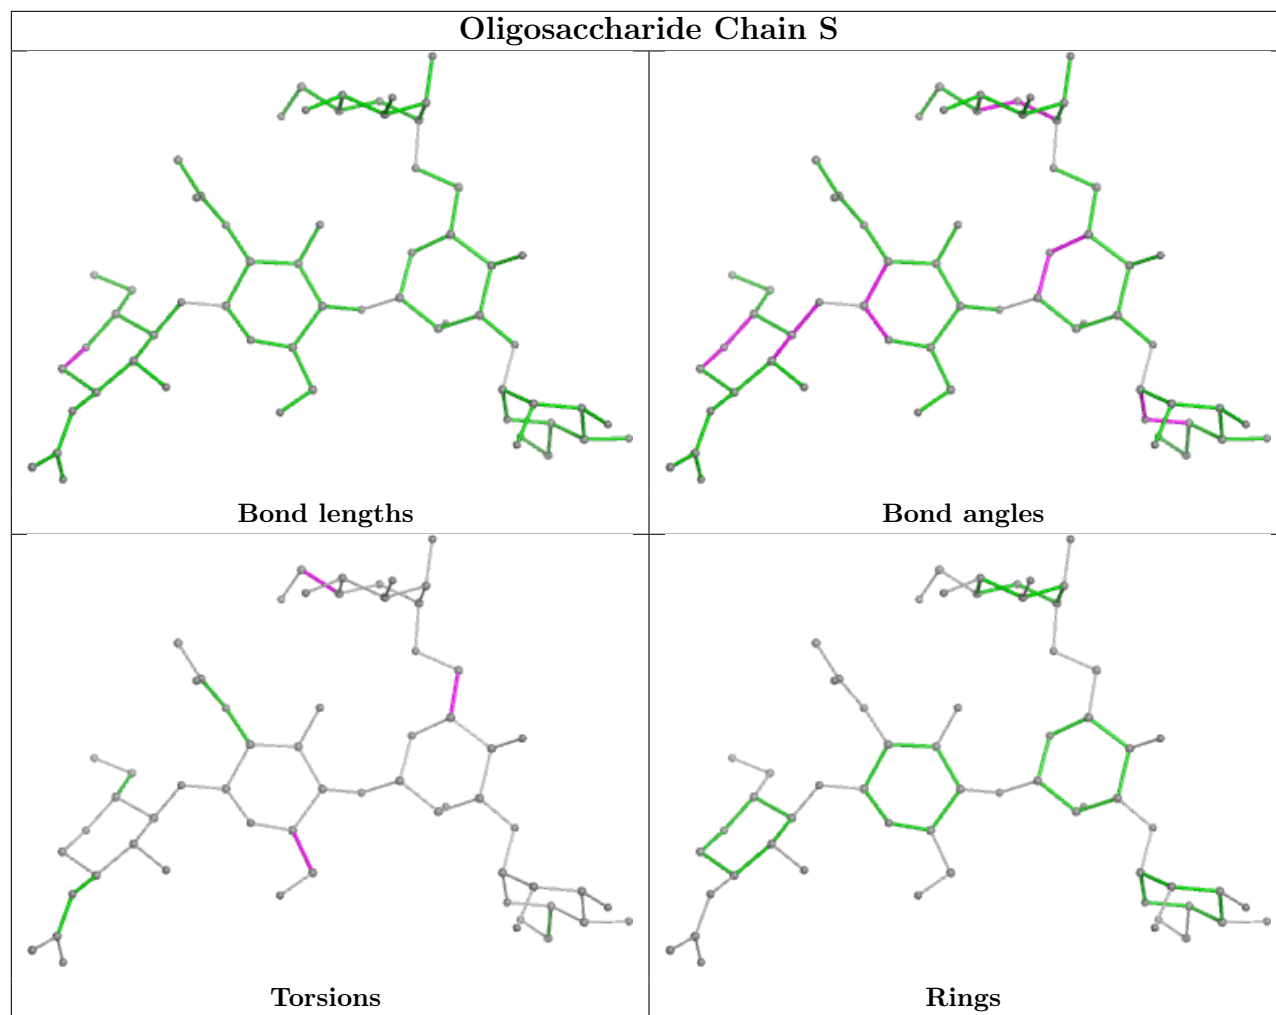 Oligosaccharide Chain S
Bond lengths
Bond angles
Torsions
Rings